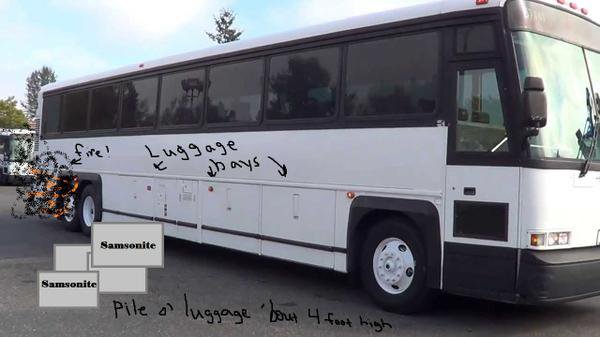 fire!
Luggage
bays
Samsonite
Samsonite
Pile o' luggage 'bout 4 foot high